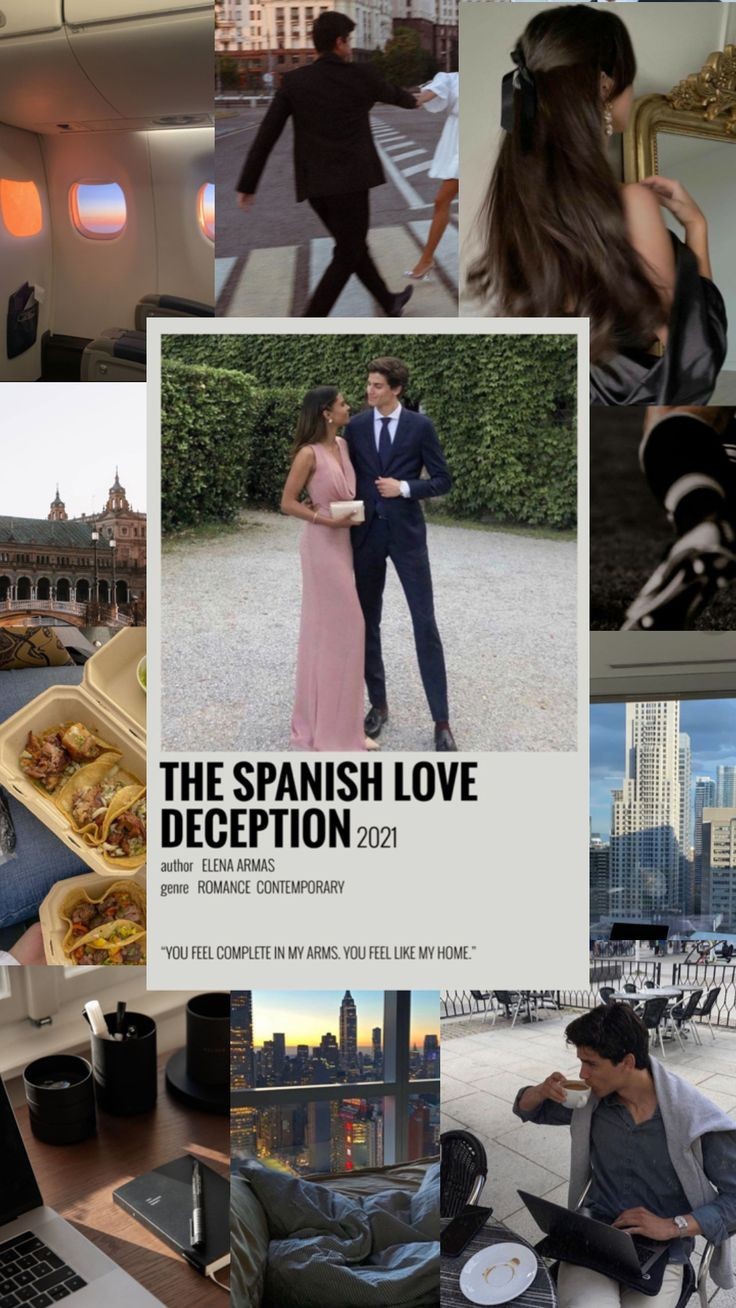 THE SPANISH LOVE
DECEPTION 2021
author ELENA ARMAS
genre ROMANCE CONTEMPORARY
“YOU FEEL COMPLETE IN MY ARMS. YOU FEEL LIKE MY HOME.”